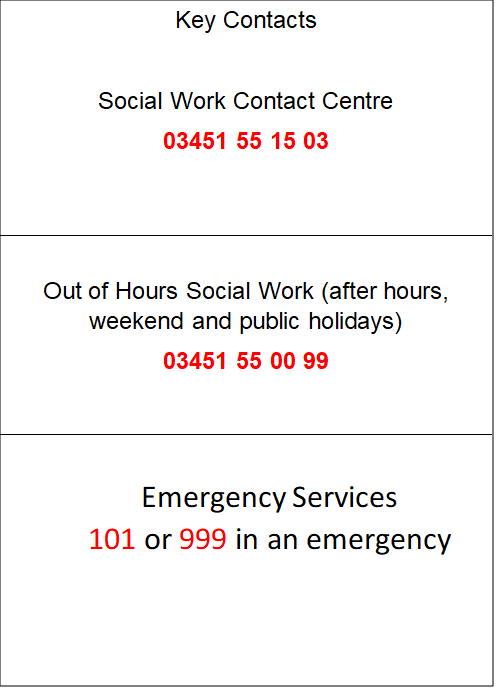 Key Contacts
Social Work Contact Centre
03451 55 15 03
Out of Hours Social Work (after hours,
weekend and public holidays)
03451 55 00 99
Emergency Services
101 or 999 in an emergency